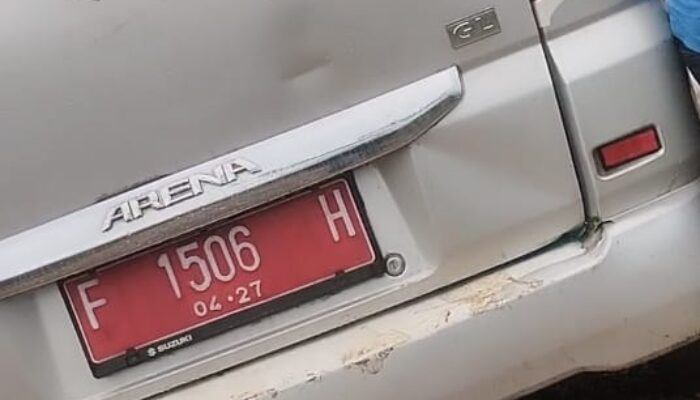 GL
ARENA
F 1506 H
04·27
SUZUKI